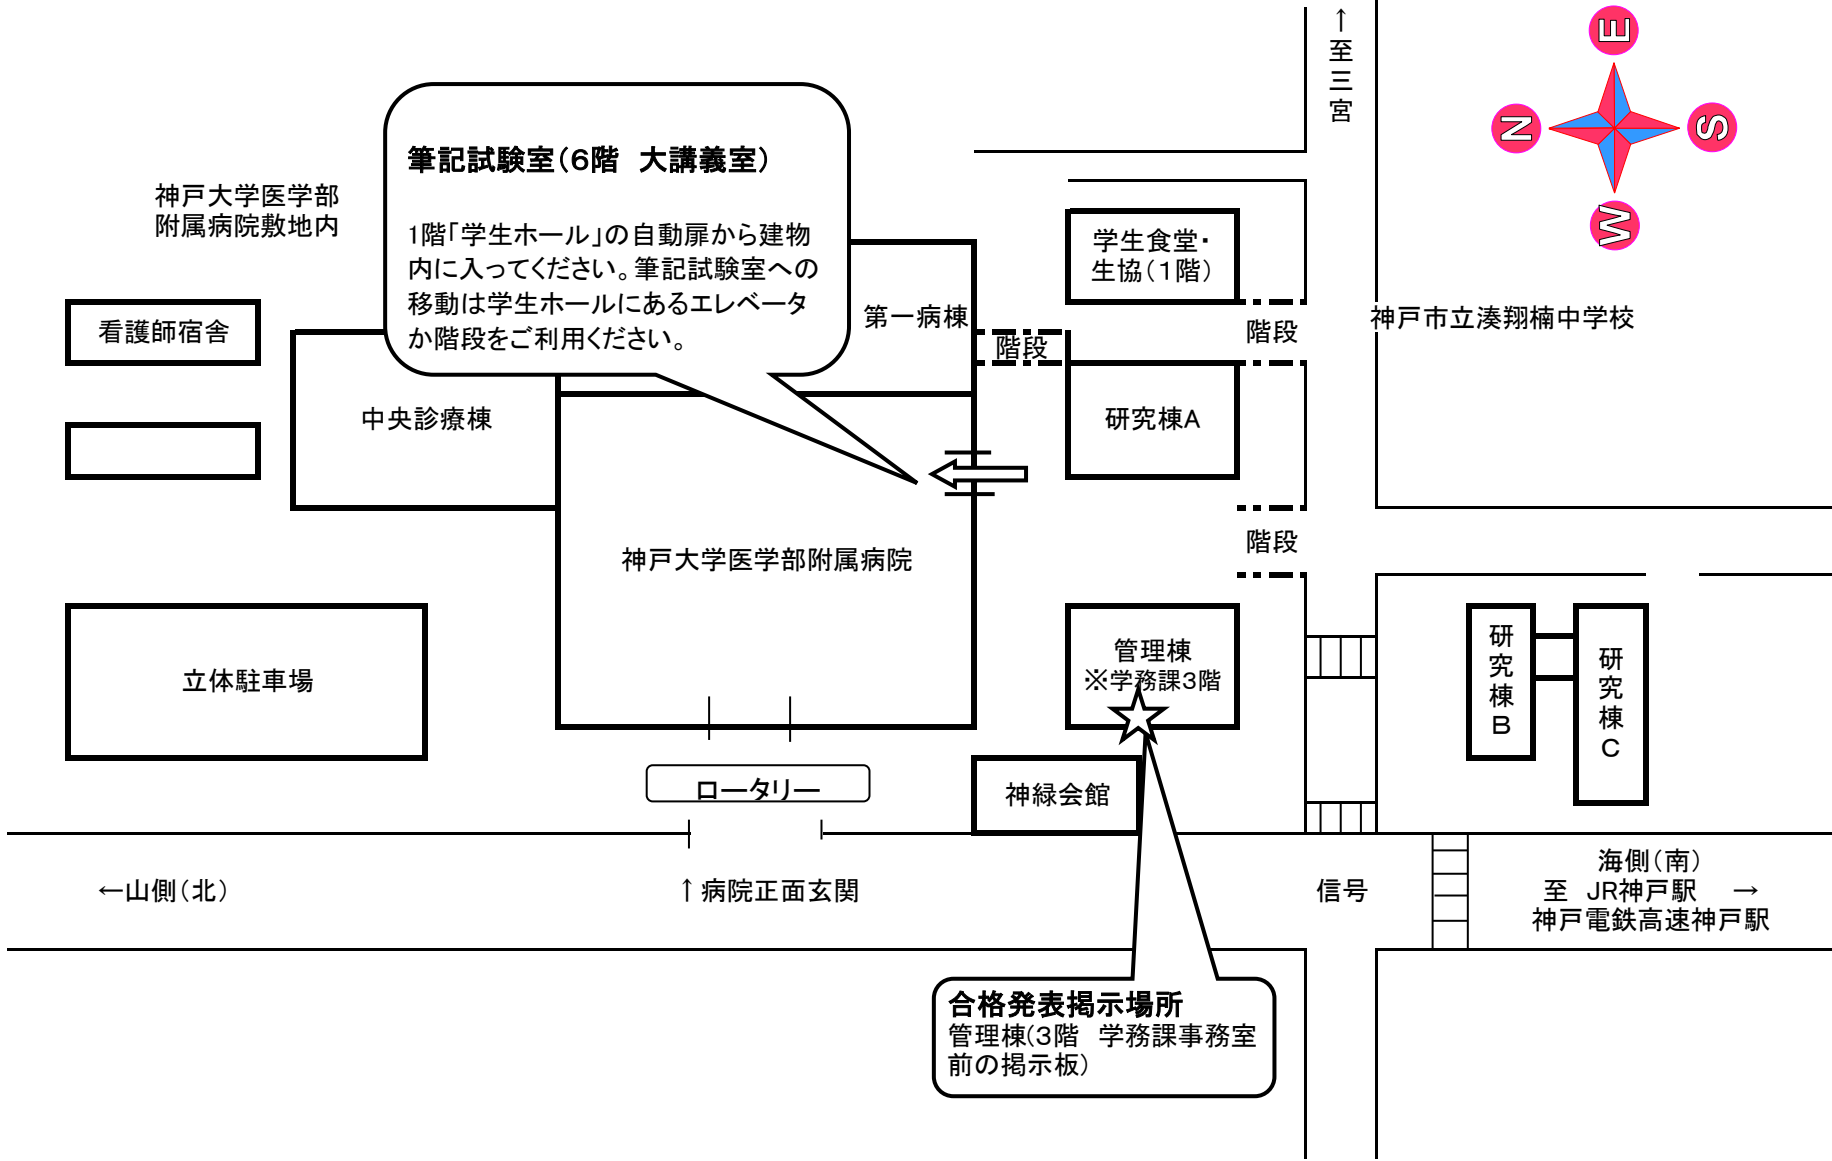 ↑至三宮
E
N
S
W
筆記試験室(6階　大講義室)
1階「学生ホール」の自動扉から建物
内に入ってください。筆記試験室への
移動は学生ホールにあるエレベータ
か階段をご利用ください。
神戸大学医学部
附属病院敷地内
学生食堂・
生協(1階)
看護師宿舎
第一病棟
階段
階段
神戸市立湊翔楠中学校
中央診療棟
研究棟A
神戸大学医学部附属病院
階段
立体駐車場
管理棟
※学務課3階
研究棟B
研究棟C
ロータリー
神緑会館
←山側(北)
↑病院正面玄関
信号
海側(南)
至　JR神戸駅　→
神戸電鉄高速神戸駅
合格発表掲示場所
管理棟(3階　学務課事務室
前の掲示板)